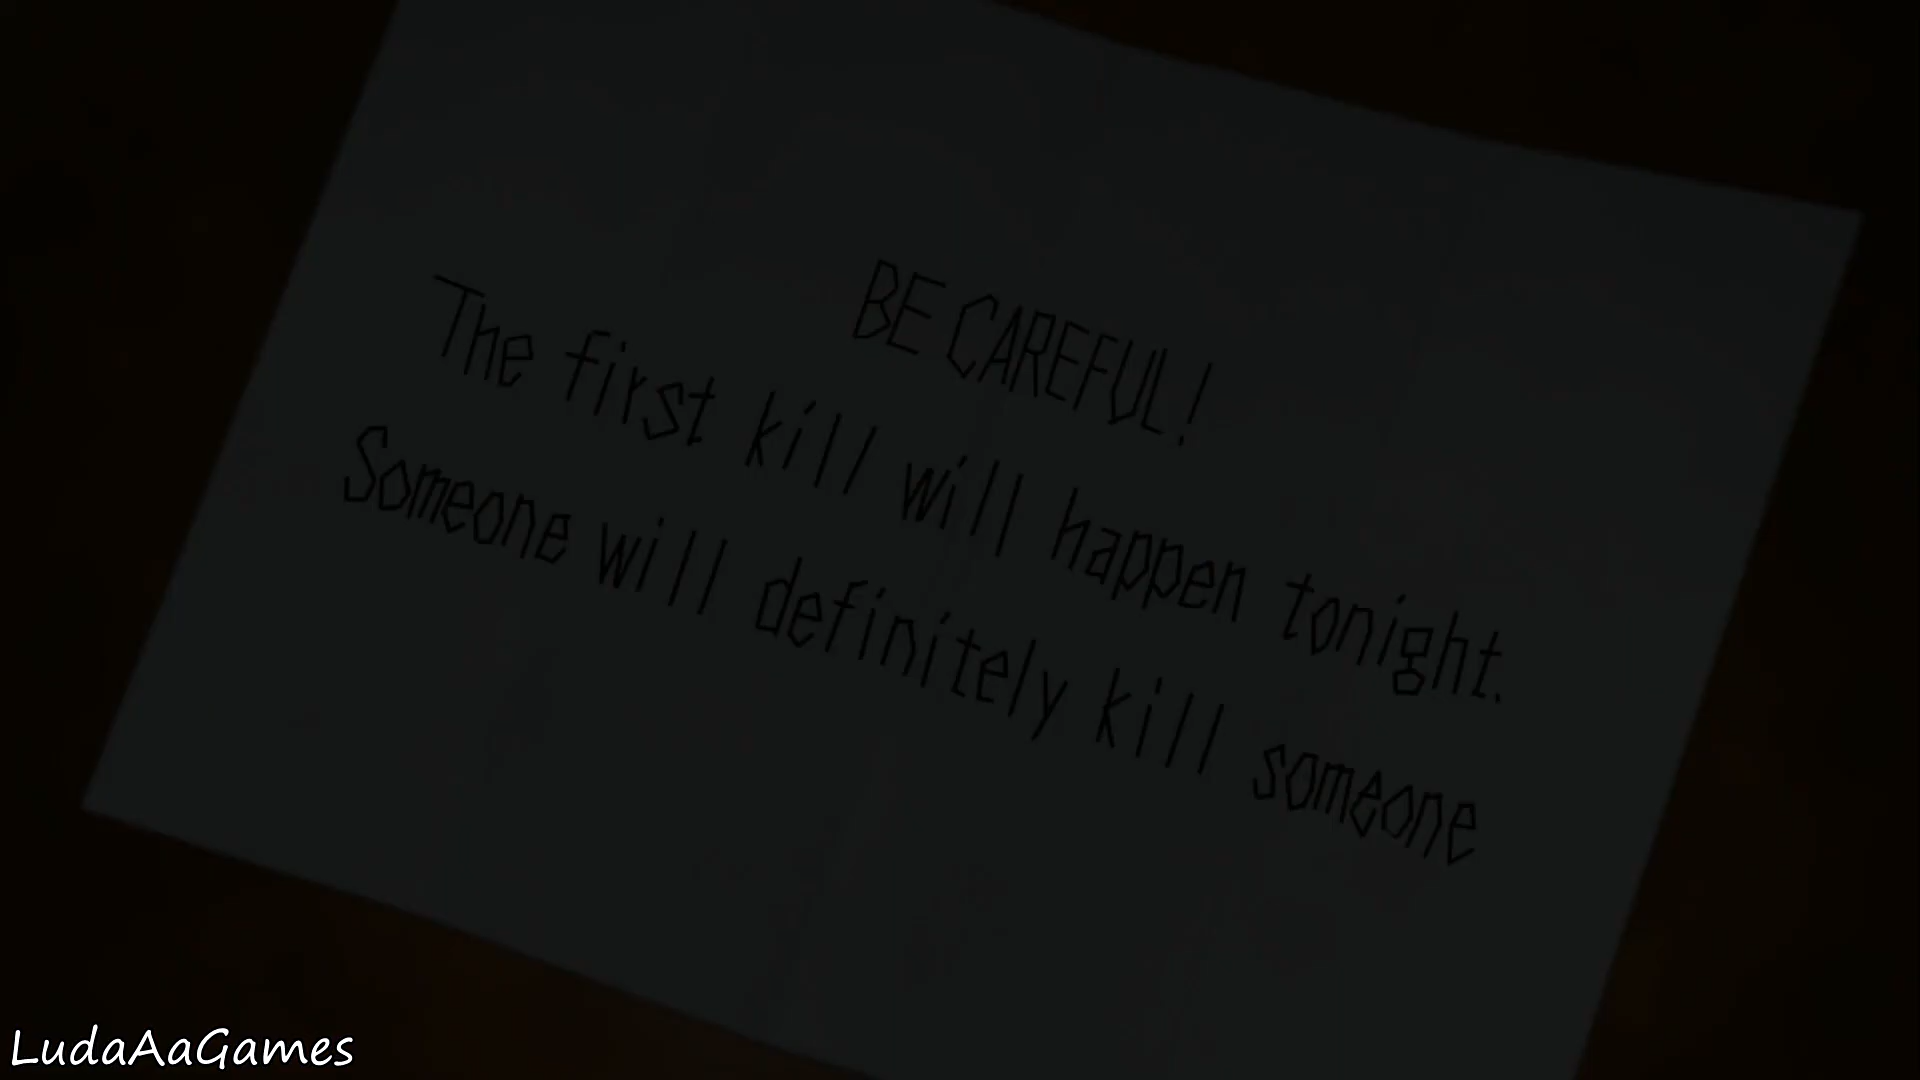 BE CAREFUL!
The first kill will happen tonight.
Someone will definitely kill someone
LudaAaGames